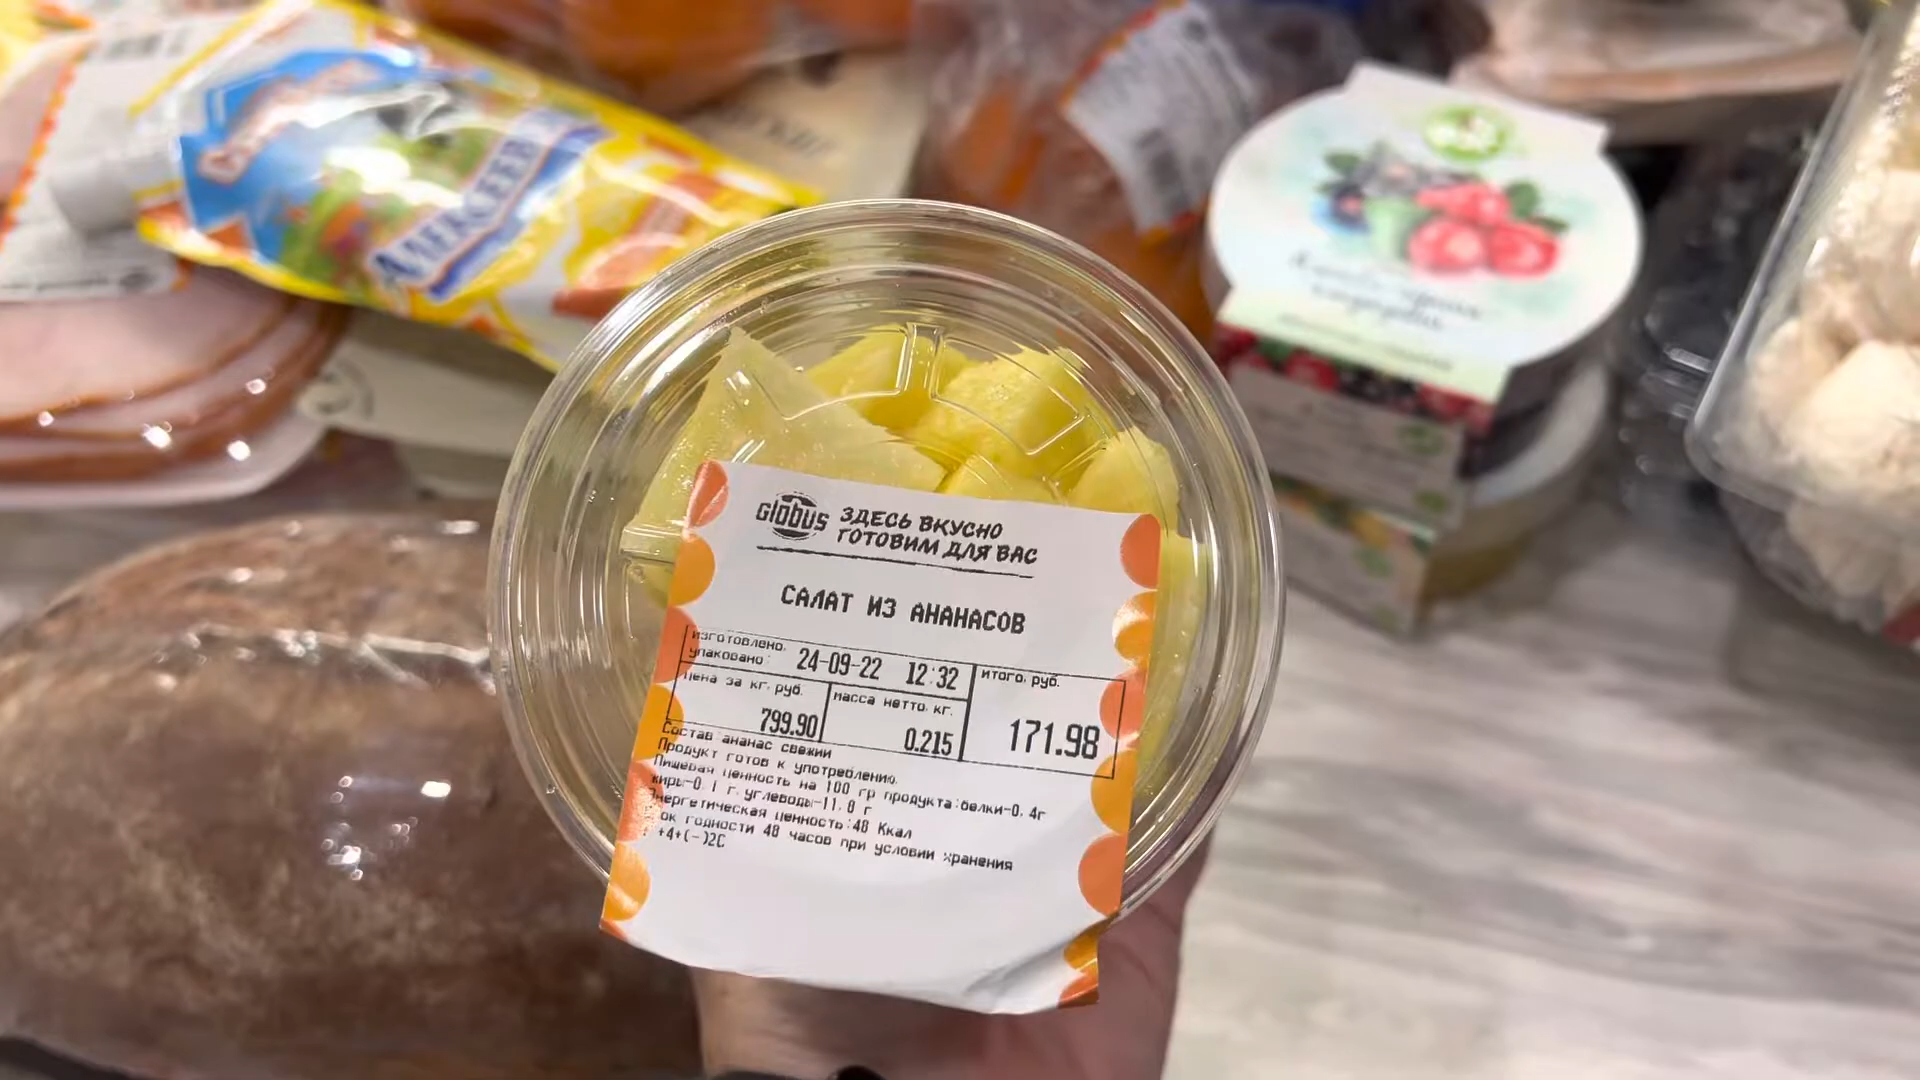 АЛЕКСЕЕВ
Globus
ЗДЕСЬ ВКУСНО
ГОТОВИМ ДЛЯ ВАС
САЛАТ ИЗ АНАНАСОВ
изготовлено,
упаковано: 24-09-22 12:32
итого, руб.
цена за кг, руб.
масса нетто, кг.
799.90
0.215
171.98
Состав ананас свежий
Продукт готов к употреблению.
Пищевая ценность на 100 гр продукта:белки-0,4г
жиры-0,1 г,углеводы-11,8 г
Энергетическая ценность:48 Ккал
ок годности 48 часов при условии хранения
+4+(-)2С